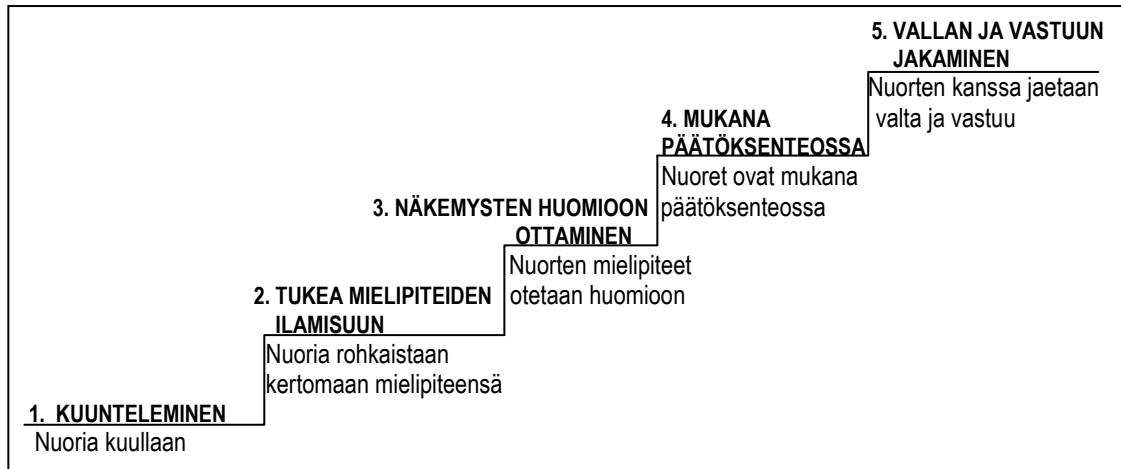 5. VALLAN JA VASTUUN
JAKAMINEN
Nuorten kanssa jaetaan
valta ja vastuu
4. MUKANA
PÄÄTÖKSENTEOSSA
Nuoret ovat mukana
päätöksenteossa
3. NÄKEMYSTEN HUOMIOON
OTTAMINEN
Nuorten mielipiteet
otetaan huomioon
2. TUKEA MIELIPITEIDEN
ILAMISUUN
Nuoria rohkaistaan
kertomaan mielipiteensä
1. KUUNTELEMINEN
Nuoria kuullaan